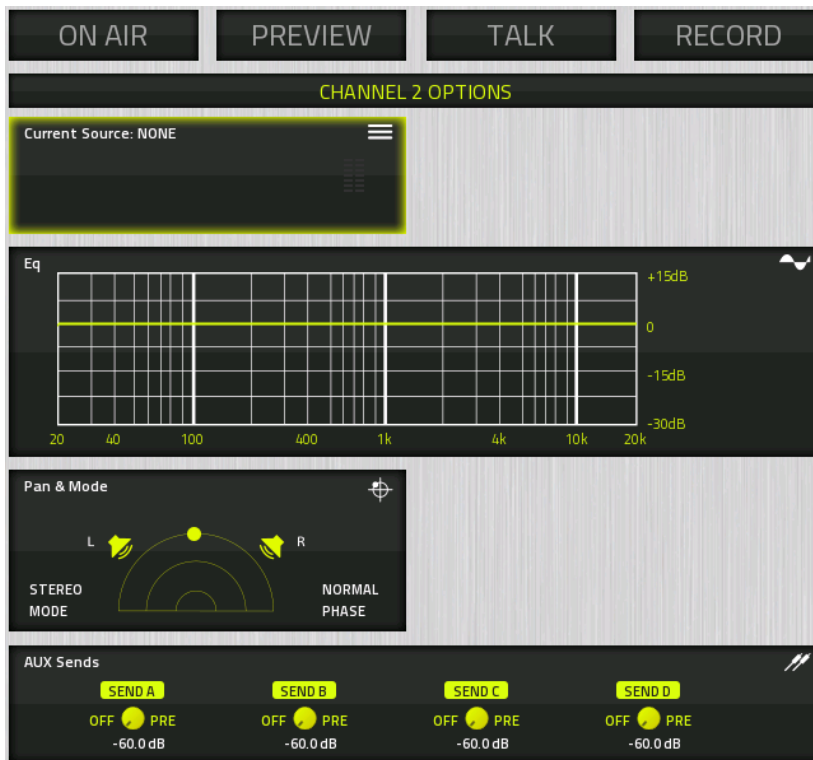 ON AIR PREVIEW TALK RECORD
CHANNEL 2 OPTIONS
Current Source: NONE
Eq
+15dB
0
-15dB
-30dB
20 40 100 400 1k 4k 10k 20k
Pan & Mode
L R
STEREO MODE
NORMAL PHASE
AUX Sends
SEND A SEND B SEND C SEND D
OFF PRE OFF PRE OFF PRE OFF PRE
-60.0 dB -60.0 dB -60.0 dB -60.0 dB